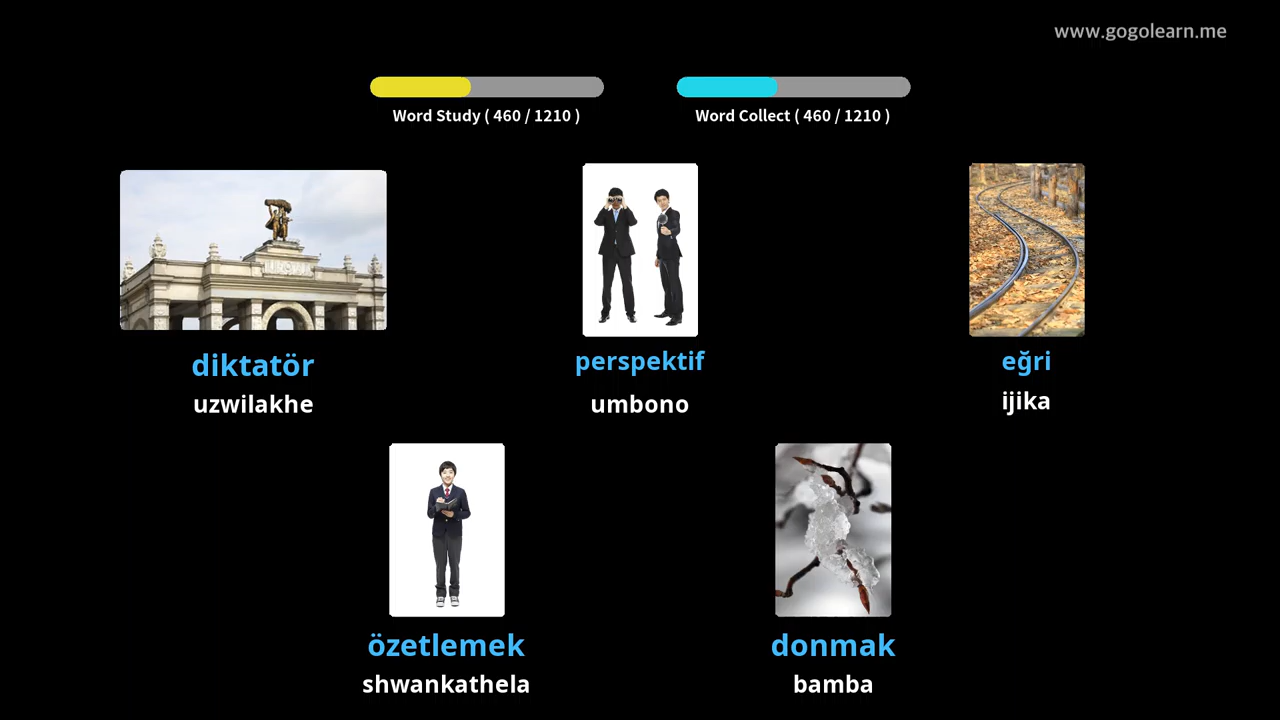 www.gogolearn.me
Word Study ( 460 / 1210 )
Word Collect ( 460 / 1210 )
diktatör
uzwilakhe
perspektif
umbono
eğri
ijika
özetlemek
shwankathela
donmak
bamba